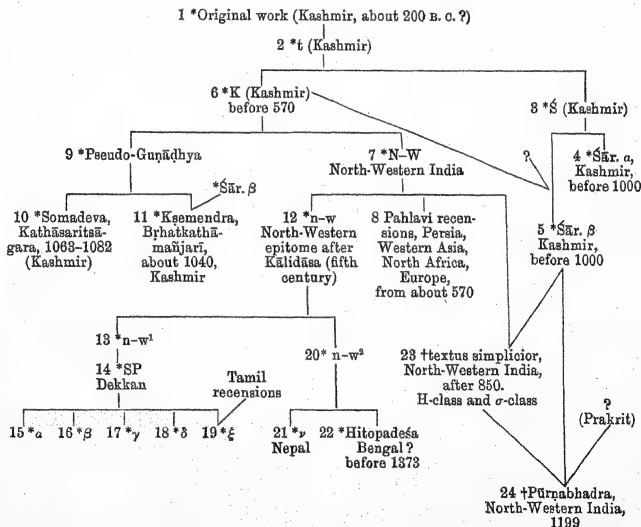 1 *Original work (Kashmir, about 200 B. C. ?)
2 *t (Kashmir)
6 *K (Kashmir)
before 570
3 *Ś (Kashmir)
9 *Pseudo-Guṇāḍhya
7 *N-W
North-Western India
?
4 *Śār. α,
Kashmir,
before 1000
*Śār. β
10 *Somadeva,
Kathāsaritsā-
gara, 1063-1082
(Kashmir)
11 *Kṣemendra,
Bṛhatkathā-
mañjarī,
about 1040,
Kashmir
12 *n-w
North-Western
epitome after
Kālidāsa (fifth
century)
8 Pahlavi recen-
sions, Persia,
Western Asia,
North Africa,
Europe,
from about 570
5 *Śār. β
Kashmir,
before 1000
13 *n-w¹
14 *SP
Dekkan
20* n-w²
23 †textus simplicior,
North-Western India,
after 850.
H-class and σ-class
Tamil
recensions
?
(Prakrit)
15 *α
16 *β
17 *γ
18 *δ
19 *ξ
21 *ν
Nepal
22 *Hitopadeśa
Bengal ?
before 1373
24 †Pūrṇabhadra,
North-Western India,
1199